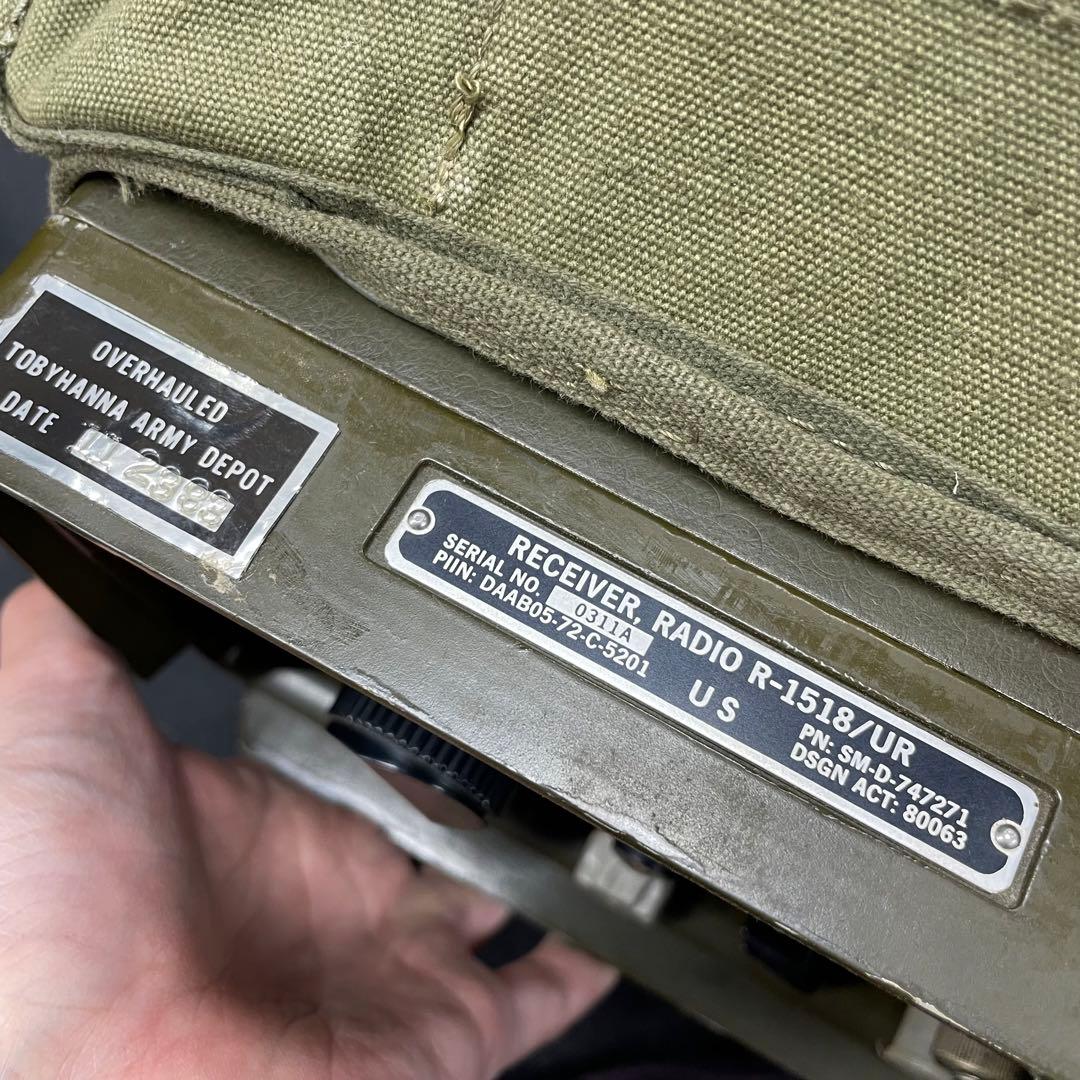 OVERHAULED
TOBYHANNA ARMY DEPOT
DATE
RECEIVER, RADIO R-1518/UR
SERIAL NO. 0311A
PIIN: DAAB05-72-C-5201
U S
PN: SM-D-747271
DSGN ACT: 80063